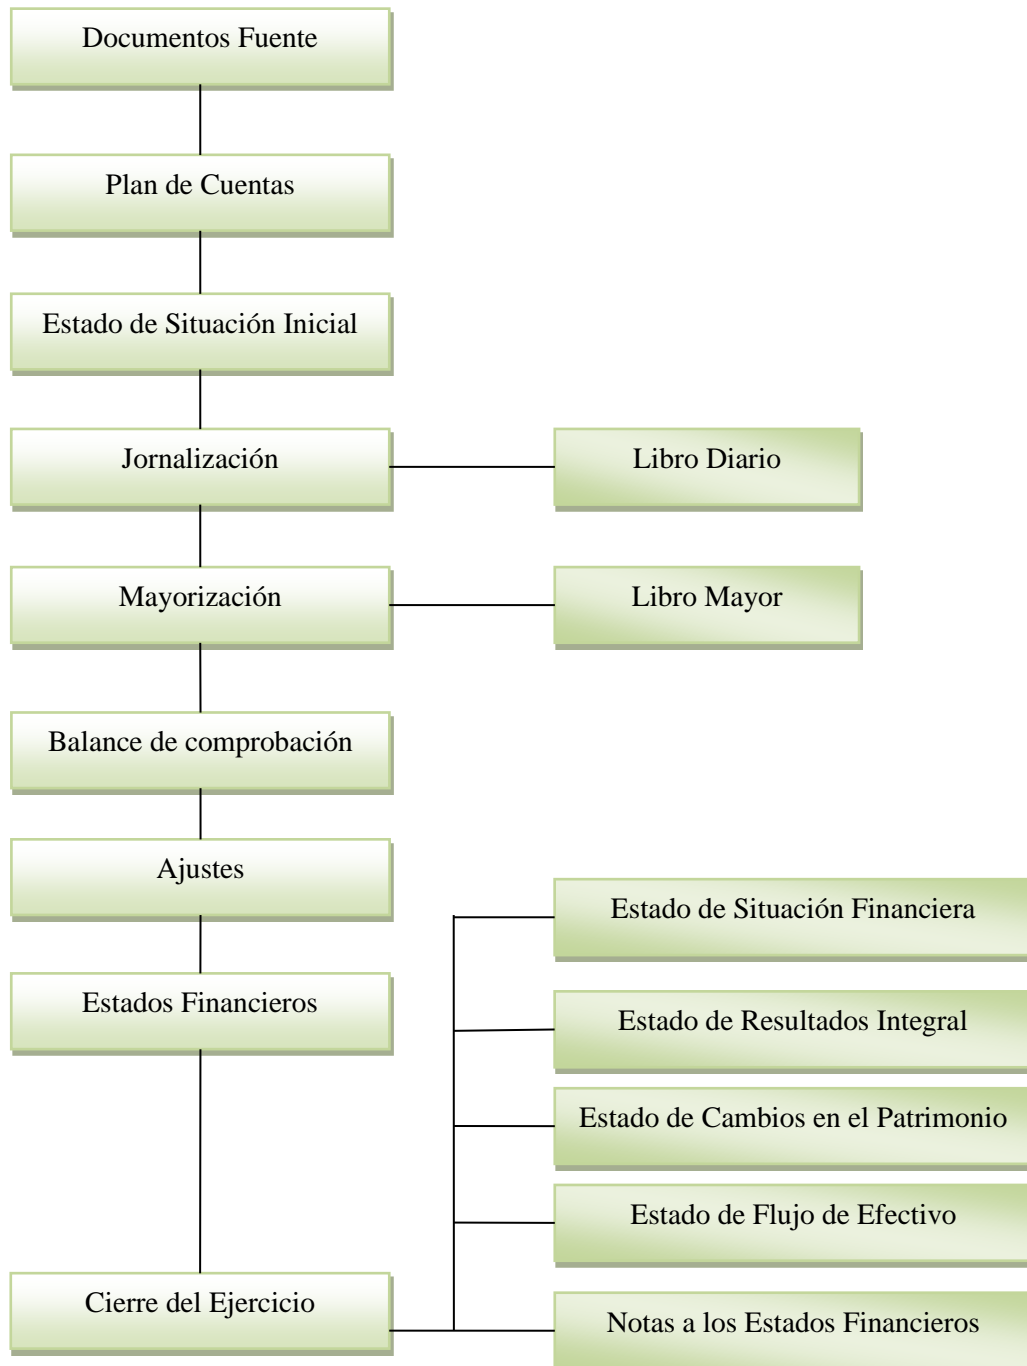 Documentos Fuente
Plan de Cuentas
Estado de Situación Inicial
Jornalización
Libro Diario
Mayorización
Libro Mayor
Balance de comprobación
Ajustes
Estados Financieros
Estado de Situación Financiera
Estado de Resultados Integral
Estado de Cambios en el Patrimonio
Estado de Flujo de Efectivo
Cierre del Ejercicio
Notas a los Estados Financieros